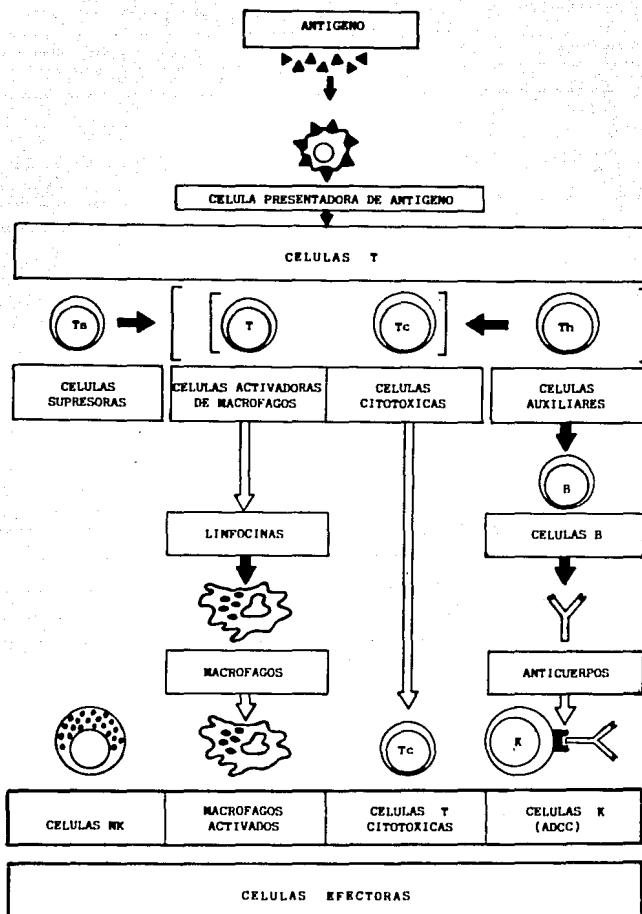 ANTIGENO
CELULA PRESENTADORA DE ANTIGENO
CELULAS T
Ts
T
Tc
Th
CELULAS
SUPRESORAS
CELULAS ACTIVADORAS
DE MACROFAGOS
CELULAS
CITOTOXICAS
CELULAS
AUXILIARES
B
LINFOCINAS
CELULAS B
MACROFAGOS
ANTICUERPOS
Tc
K
CELULAS NK
MACROFAGOS
ACTIVADOS
CELULAS T
CITOTOXICAS
CELULAS K
(ADCC)
CELULAS EFECTORAS